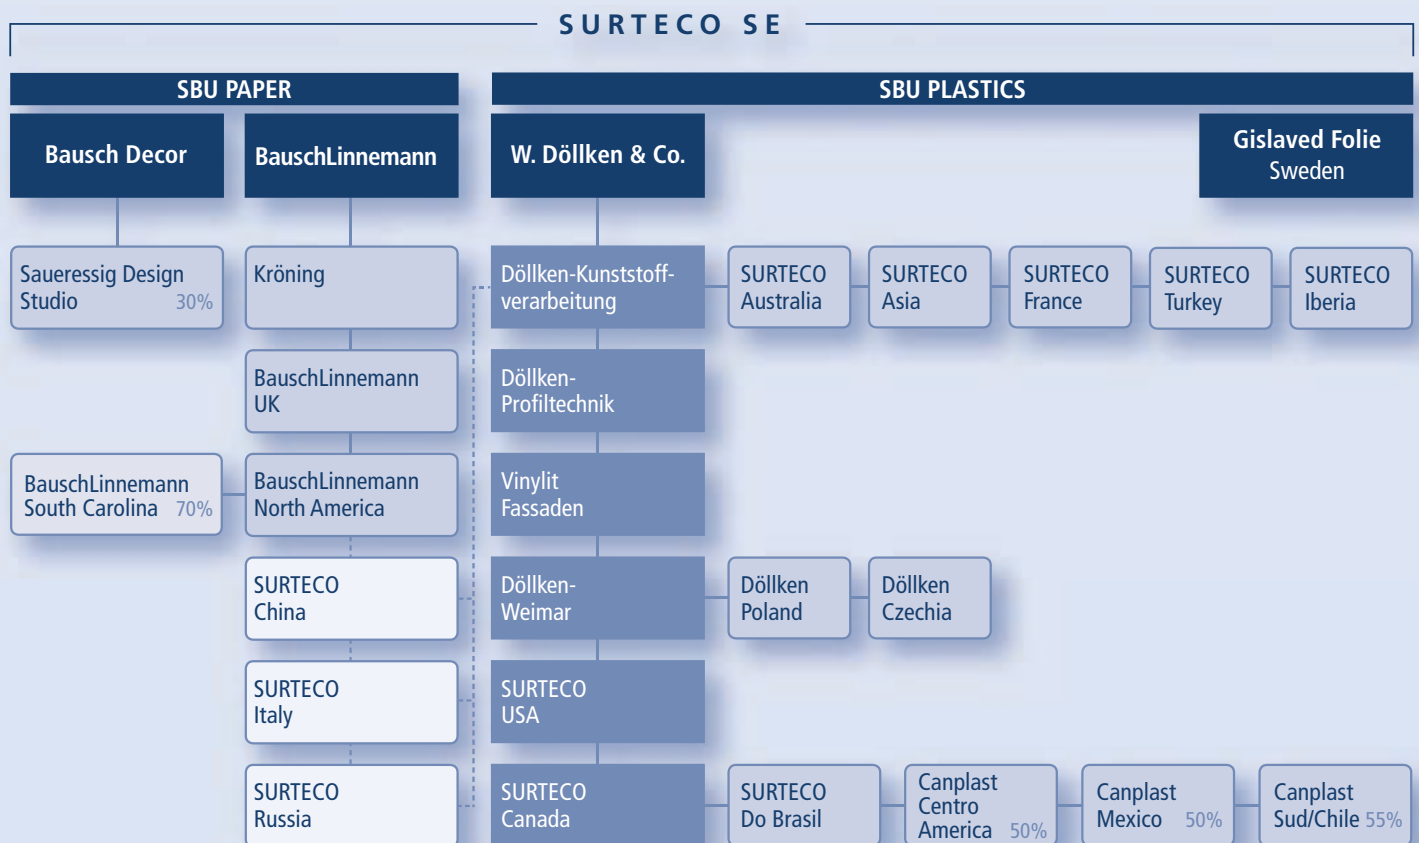 SURTECO SE
SBU PAPER
SBU PLASTICS
Bausch Decor
BauschLinnemann
W. Döllken & Co.
Gislaved Folie
Sweden
Saueressig Design
Studio 30%
Kröning
Döllken-Kunststoff-
verarbeitung
SURTECO
Australia
SURTECO
Asia
SURTECO
France
SURTECO
Turkey
SURTECO
Iberia
BauschLinnemann
UK
Döllken-
Profiltechnik
BauschLinnemann
South Carolina 70%
BauschLinnemann
North America
Vinylit
Fassaden
SURTECO
China
Döllken-
Weimar
Döllken
Poland
Döllken
Czechia
SURTECO
Italy
SURTECO
USA
SURTECO
Russia
SURTECO
Canada
SURTECO
Do Brasil
Canplast
Centro
America 50%
Canplast
Mexico 50%
Canplast
Sud/Chile 55%